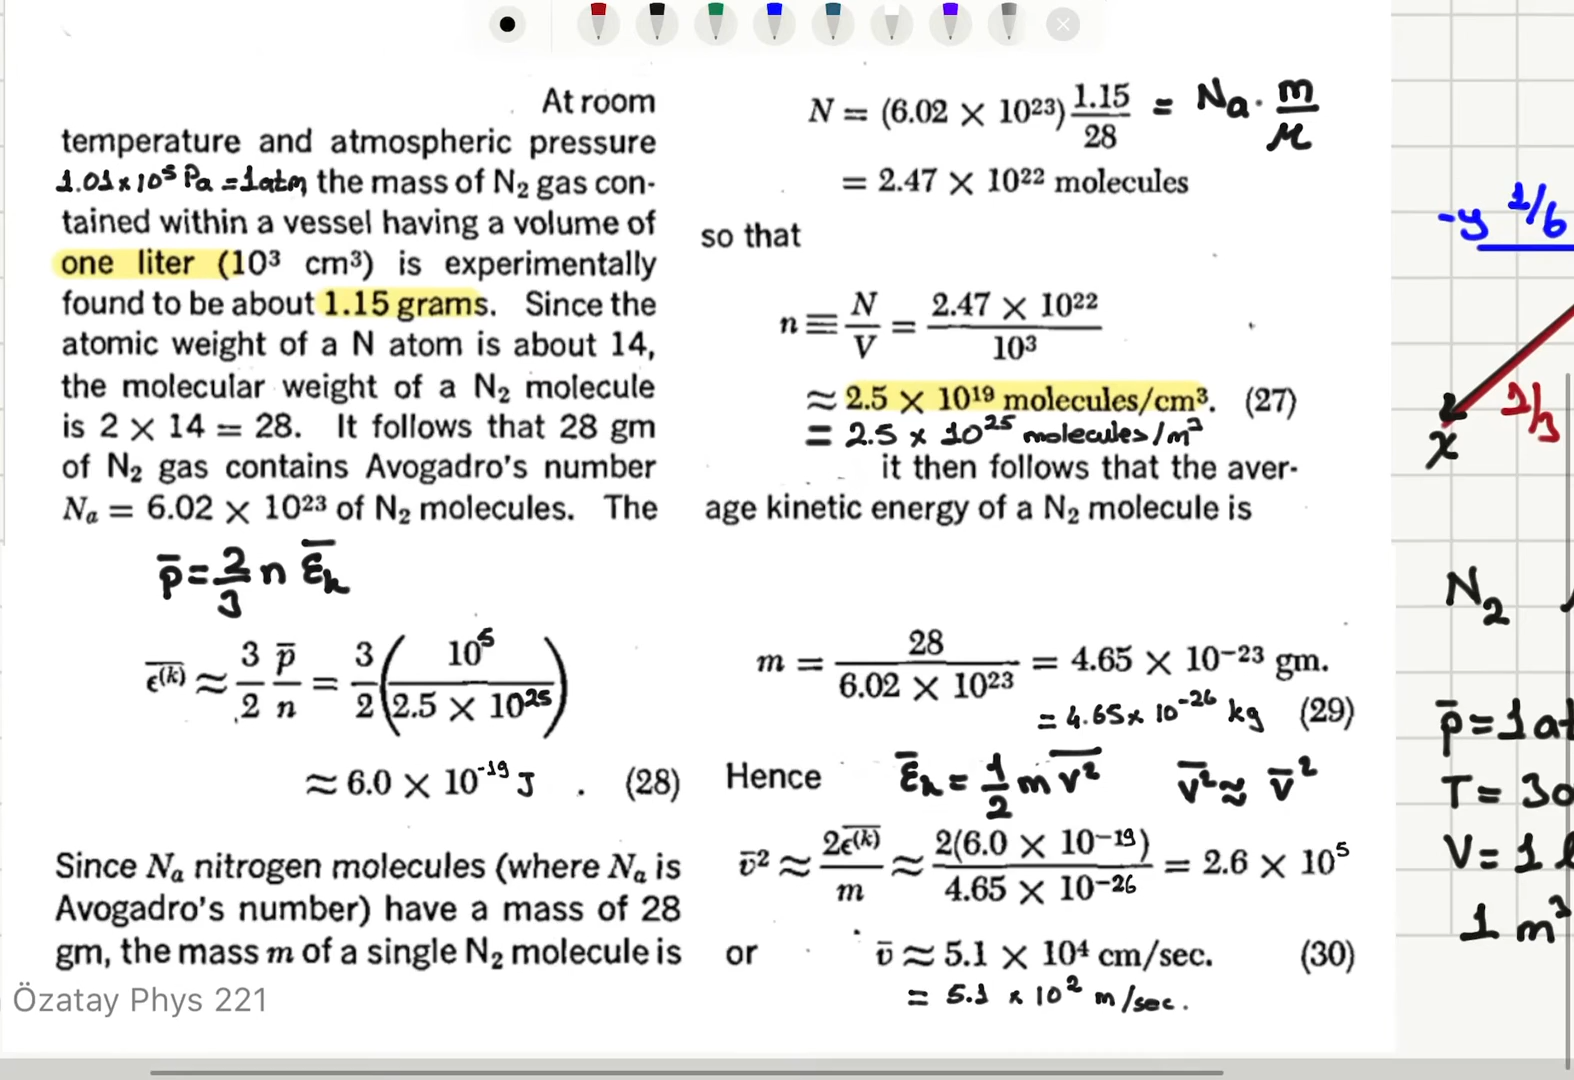 At room
temperature and atmospheric pressure
1.01 x 10⁵ Pa = 1atm the mass of N₂ gas con-
tained within a vessel having a volume of
one liter (10³ cm³) is experimentally
found to be about 1.15 grams. Since the
atomic weight of a N atom is about 14,
the molecular weight of a N₂ molecule
is 2 × 14 = 28. It follows that 28 gm
of N₂ gas contains Avogadro's number
Nₐ = 6.02 × 10²³ of N₂ molecules. The
p̄ = 2/3 n ε̄ₖ
ϵ⁽ᵏ⁾ ≈ 3/2 p̄/n = 3/2 (10⁵ / 2.5 × 10²⁵)
≈ 6.0 × 10⁻¹⁹ J . (28)
Since Nₐ nitrogen molecules (where Nₐ is
Avogadro's number) have a mass of 28
gm, the mass m of a single N₂ molecule is
Özatay Phys 221
N = (6.02 × 10²³) 1.15/28 = Nₐ · m/μ
= 2.47 × 10²² molecules
so that
n ≡ N/V = 2.47 × 10²² / 10³
≈ 2.5 × 10¹⁹ molecules/cm³. (27)
= 2.5 x 10²⁵ molecules/m³
it then follows that the aver-
age kinetic energy of a N₂ molecule is
m = 28 / 6.02 × 10²³ = 4.65 × 10⁻²³ gm.
= 4.65x 10⁻²⁶ kg (29)
Hence ε̄ₖ = 1/2 m v̄² v̄² ≈ v̄²
v̄² ≈ 2ϵ⁽ᵏ⁾/m ≈ 2(6.0 × 10⁻¹⁹) / 4.65 × 10⁻²⁶ = 2.6 × 10⁵
or v̄ ≈ 5.1 × 10⁴ cm/sec. (30)
= 5.1 x 10² m/sec.
-y 1/6
1/3
x
N₂
p̄ = 1 at
T = 30
V = 1 l
1 m³